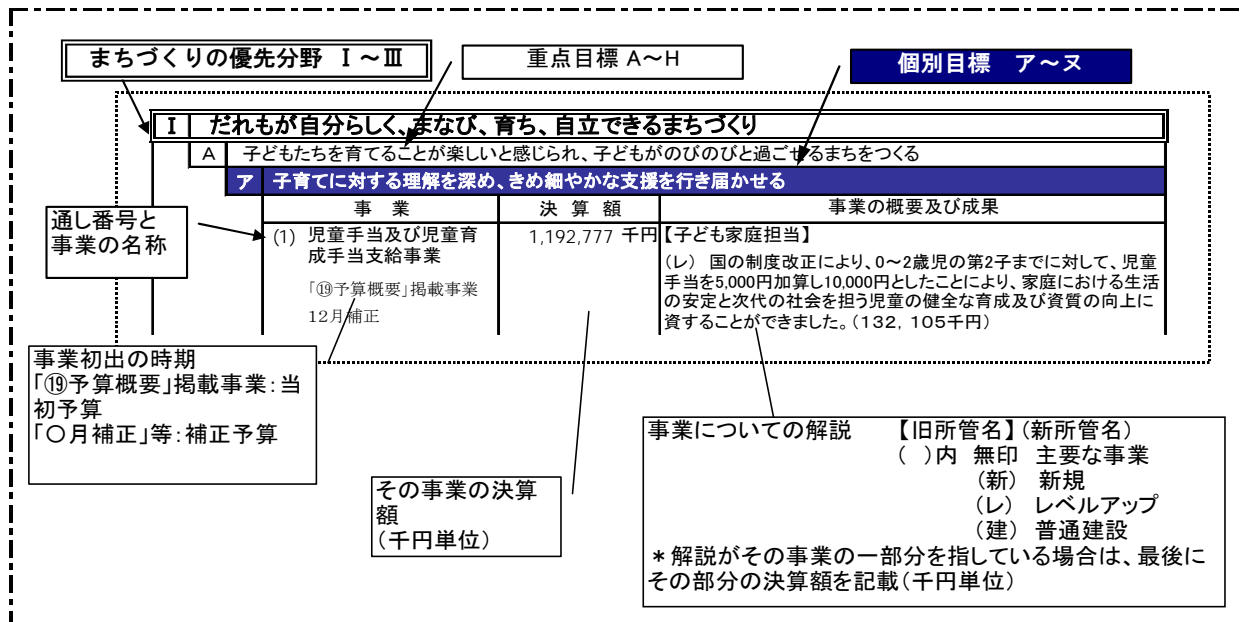 まちづくりの優先分野 Ⅰ～Ⅲ
重点目標 A～H
個別目標 ア～ヌ
Ⅰ だれもが自分らしく、まなび、育ち、自立できるまちづくり
A 子どもたちを育てることが楽しいと感じられ、子どもがのびのびと過ごせるまちをつくる
ア 子育てに対する理解を深め、きめ細やかな支援を行き届かせる
事 業 決 算 額 事業の概要及び成果
通し番号と
事業の名称
(1) 児童手当及び児童育
成手当支給事業
「⑲予算概要」掲載事業
12月補正
1,192,777 千円
【子ども家庭担当】
(レ) 国の制度改正により、0～2歳児の第2子までに対して、児童
手当を5,000円加算し10,000円としたことにより、家庭における生活
の安定と次代の社会を担う児童の健全な育成及び資質の向上に
資することができました。(132, 105千円)
事業初出の時期
「⑲予算概要」掲載事業:当
初予算
「〇月補正」等:補正予算
その事業の決算
額
(千円単位)
事業についての解説 【旧所管名】(新所管名)
( )内 無印 主要な事業
(新) 新規
(レ) レベルアップ
(建) 普通建設
＊解説がその事業の一部分を指している場合は、最後に
その部分の決算額を記載(千円単位)